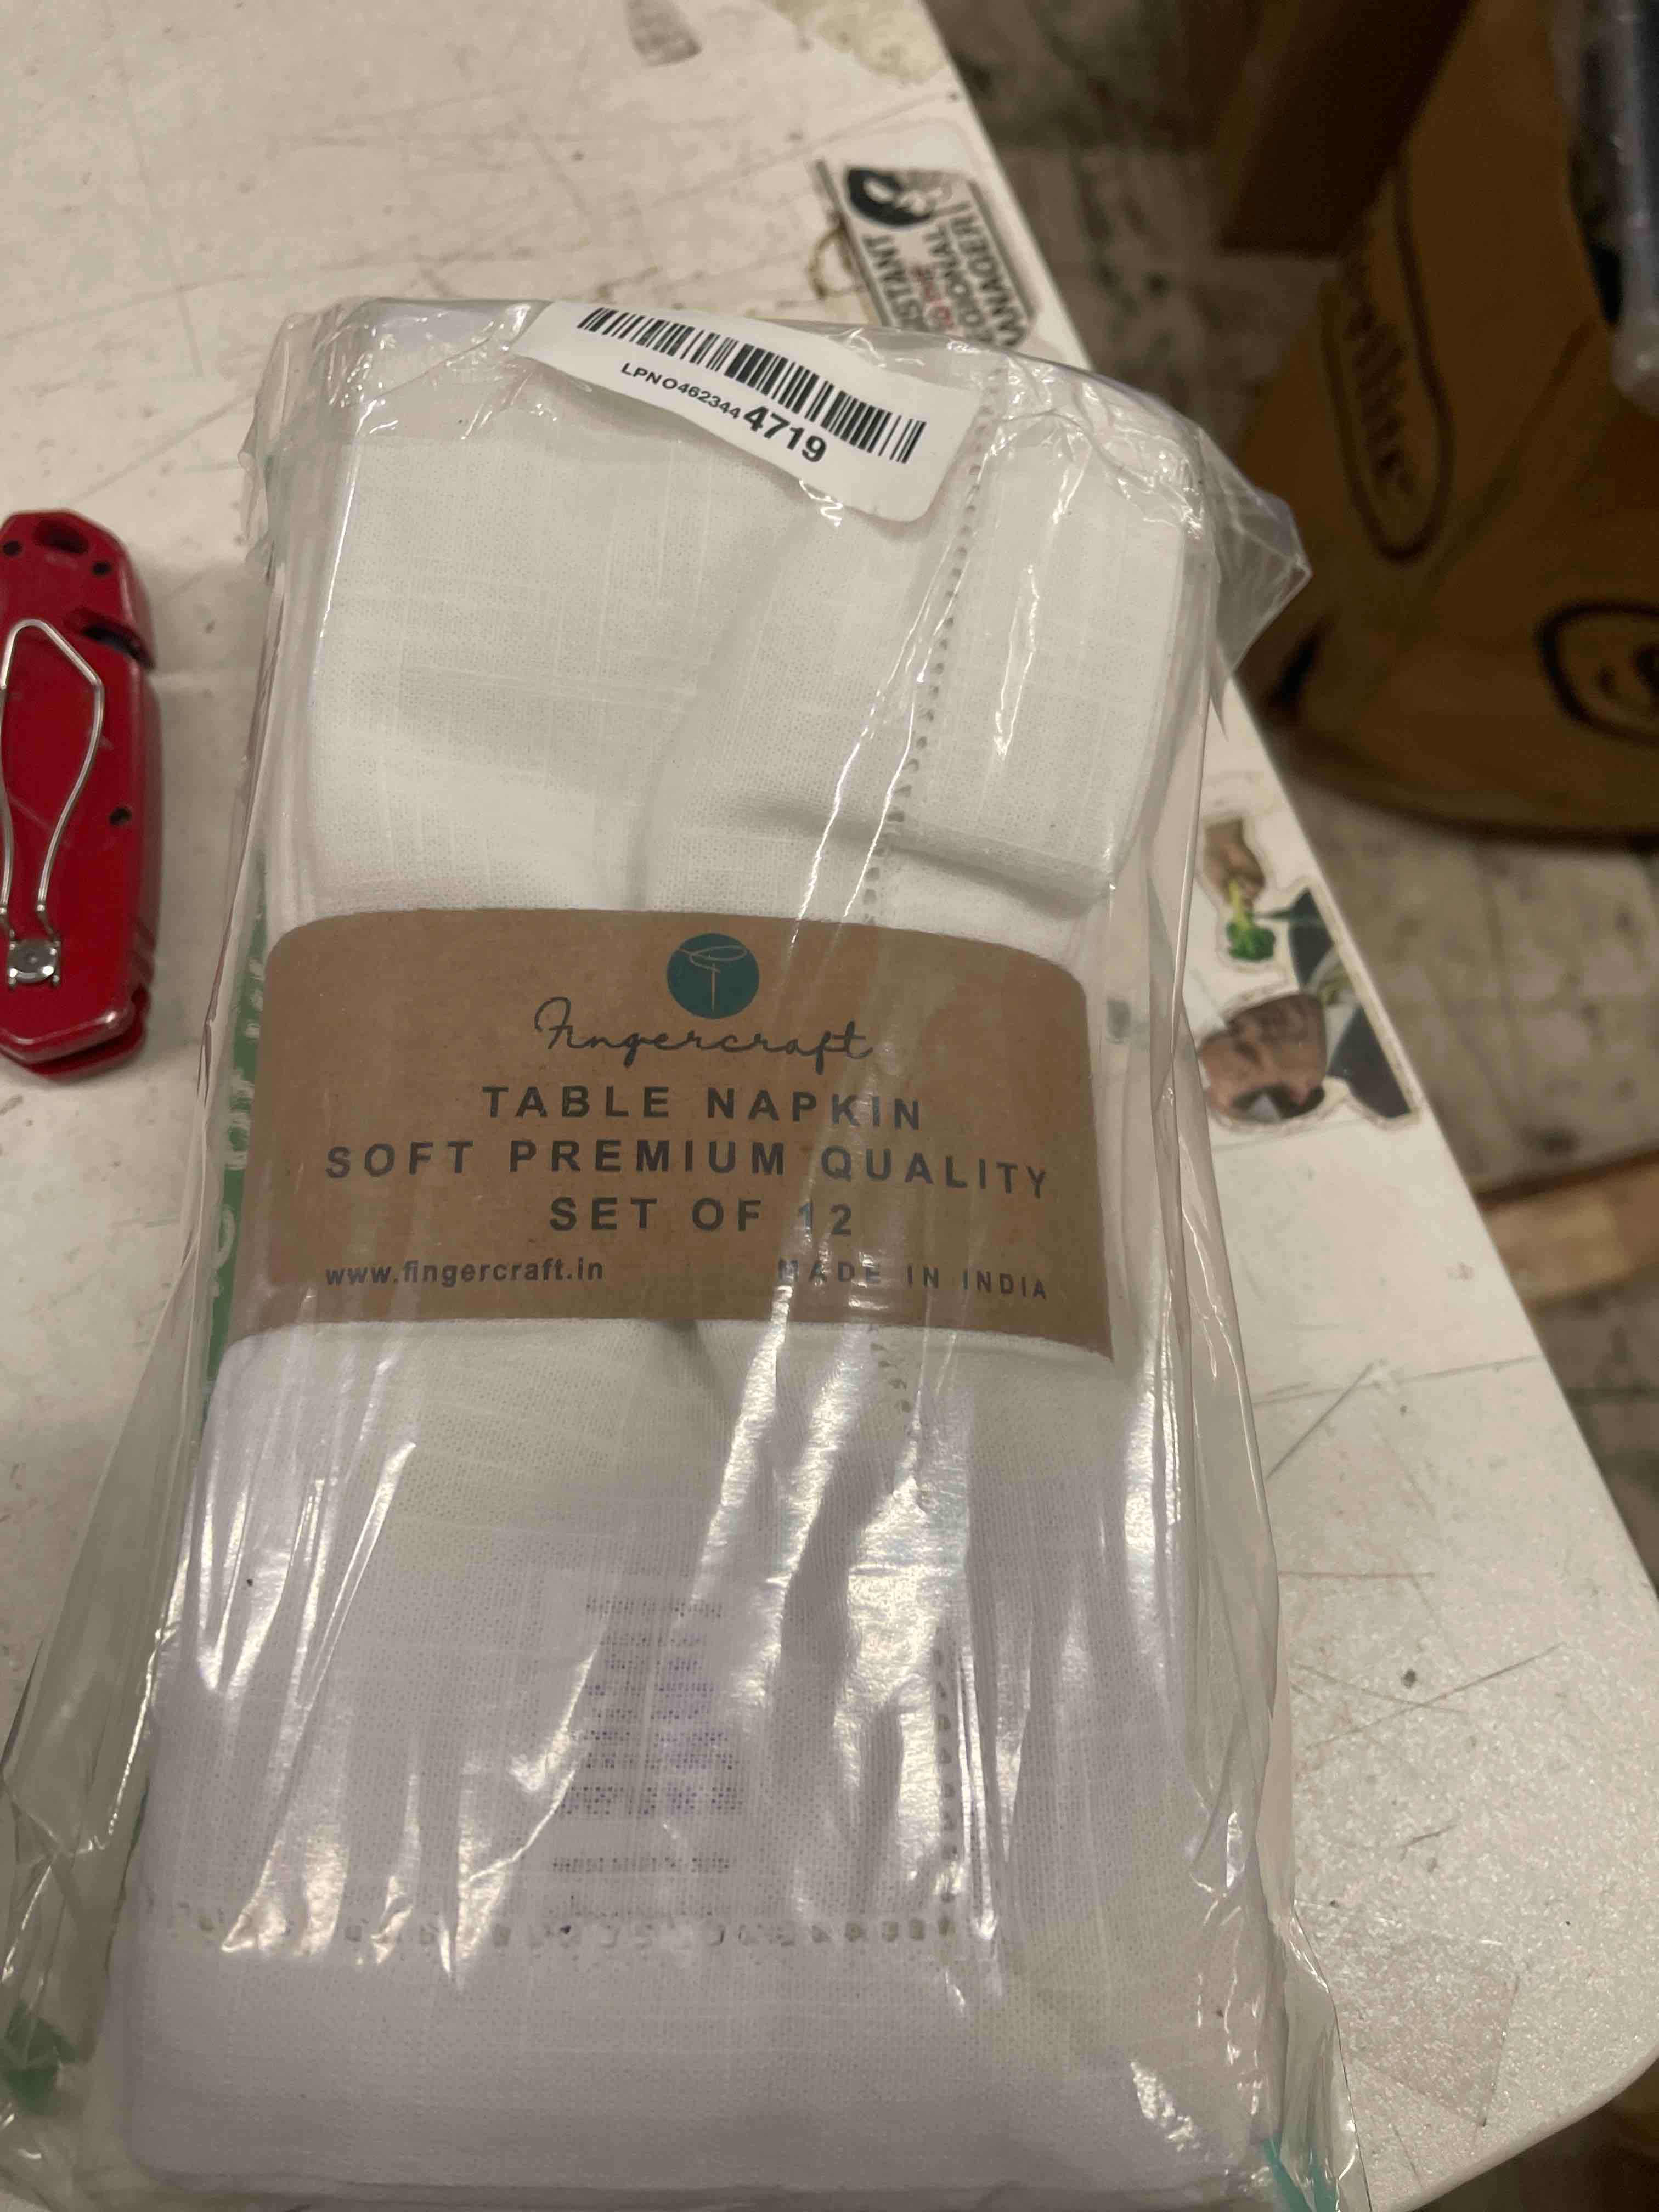 LPNO4623444719
Fingercraft
TABLE NAPKIN
SOFT PREMIUM QUALITY
SET OF 12
www.fingercraft.in
MADE IN INDIA